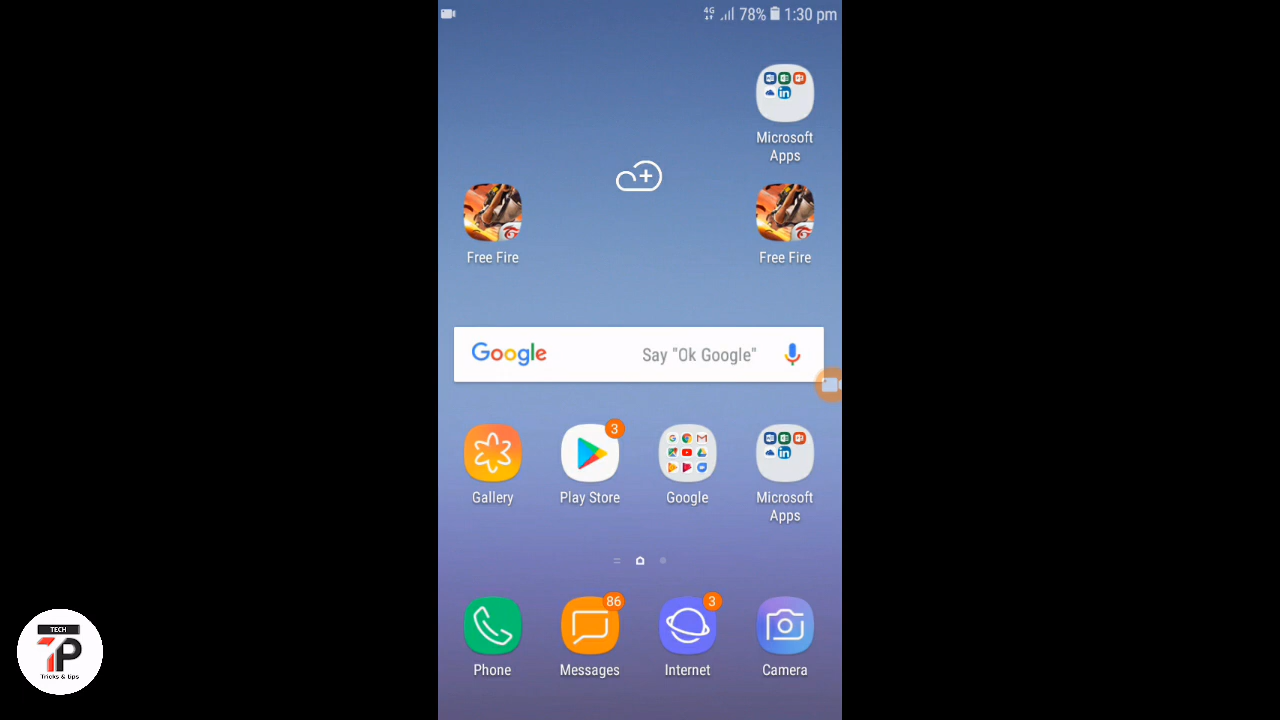 4G 78% 1:30 pm
Microsoft
Apps
Free Fire
Free Fire
Google Say "Ok Google"
3
Gallery
Play Store
Google
Microsoft
Apps
86
3
Phone
Messages
Internet
Camera
TECH
TP
Tricks & tips